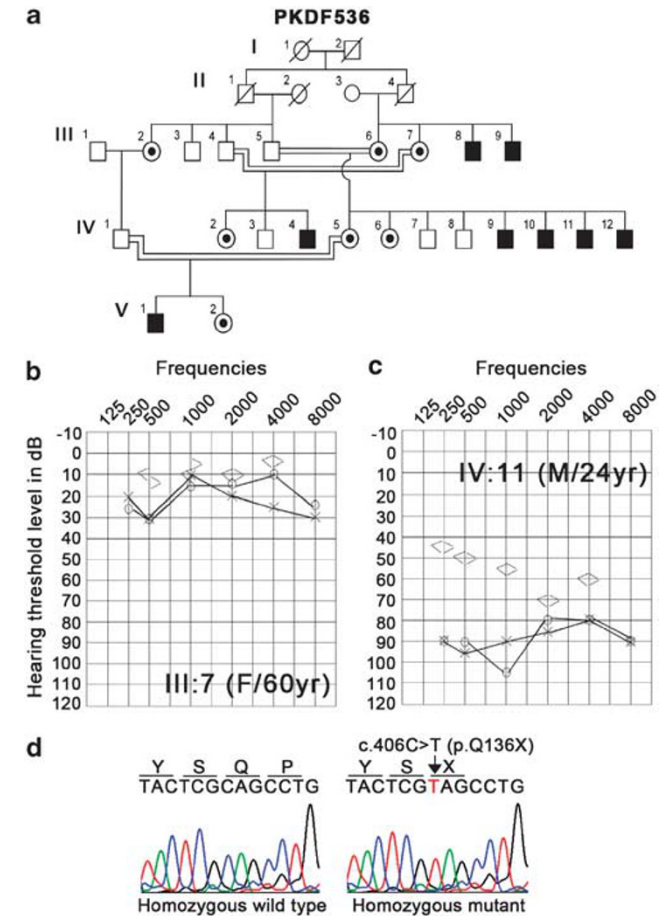 a
PKDF536
I 1 2
II 1 2 3 4
III 1 2 3 4 5 6 7 8 9
IV 1 2 3 4 5 6 7 8 9 10 11 12
V 1 2
b
Frequencies
125 250 500 1000 2000 4000 8000
Hearing threshold level in dB
-10
0
10
20
30
40
50
60
70
80
90
100
110
120
III:7 (F/60yr)
c
Frequencies
125 250 500 1000 2000 4000 8000
-10
0
10
20
30
40
50
60
70
80
90
100
110
120
IV:11 (M/24yr)
d
Y S Q P
TACTCGCAGCCTG
Homozygous wild type
c.406C>T (p.Q136X)
Y S X
TACTCGTAGCCTG
Homozygous mutant